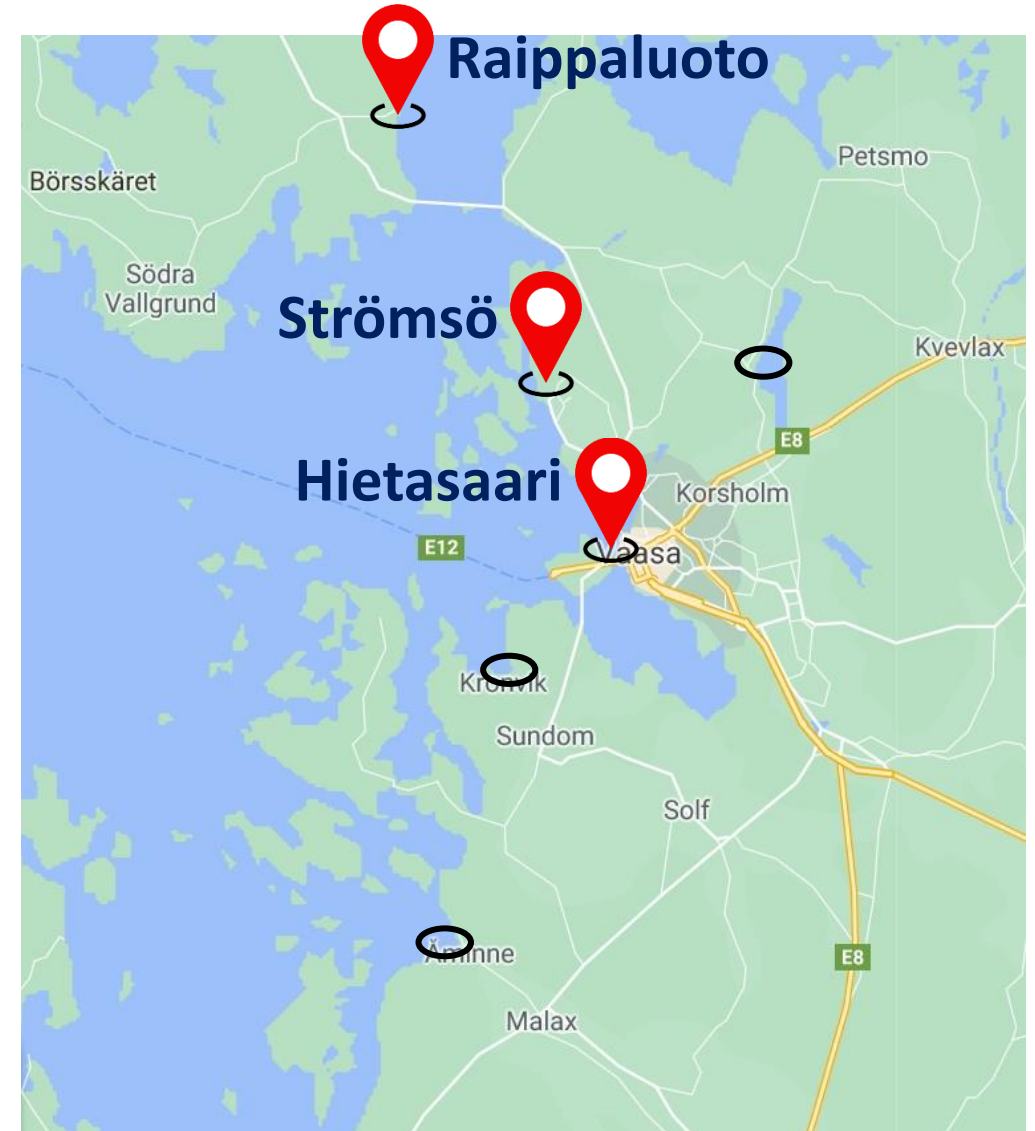 Raippaluoto
Petsmo
Börsskäret
Södra
Vallgrund
Strömsö
Kvevlax
E8
Hietasaari
Korsholm
E12
Vaasa
Kronvik
Sundom
Solf
Åminne
E8
Malax